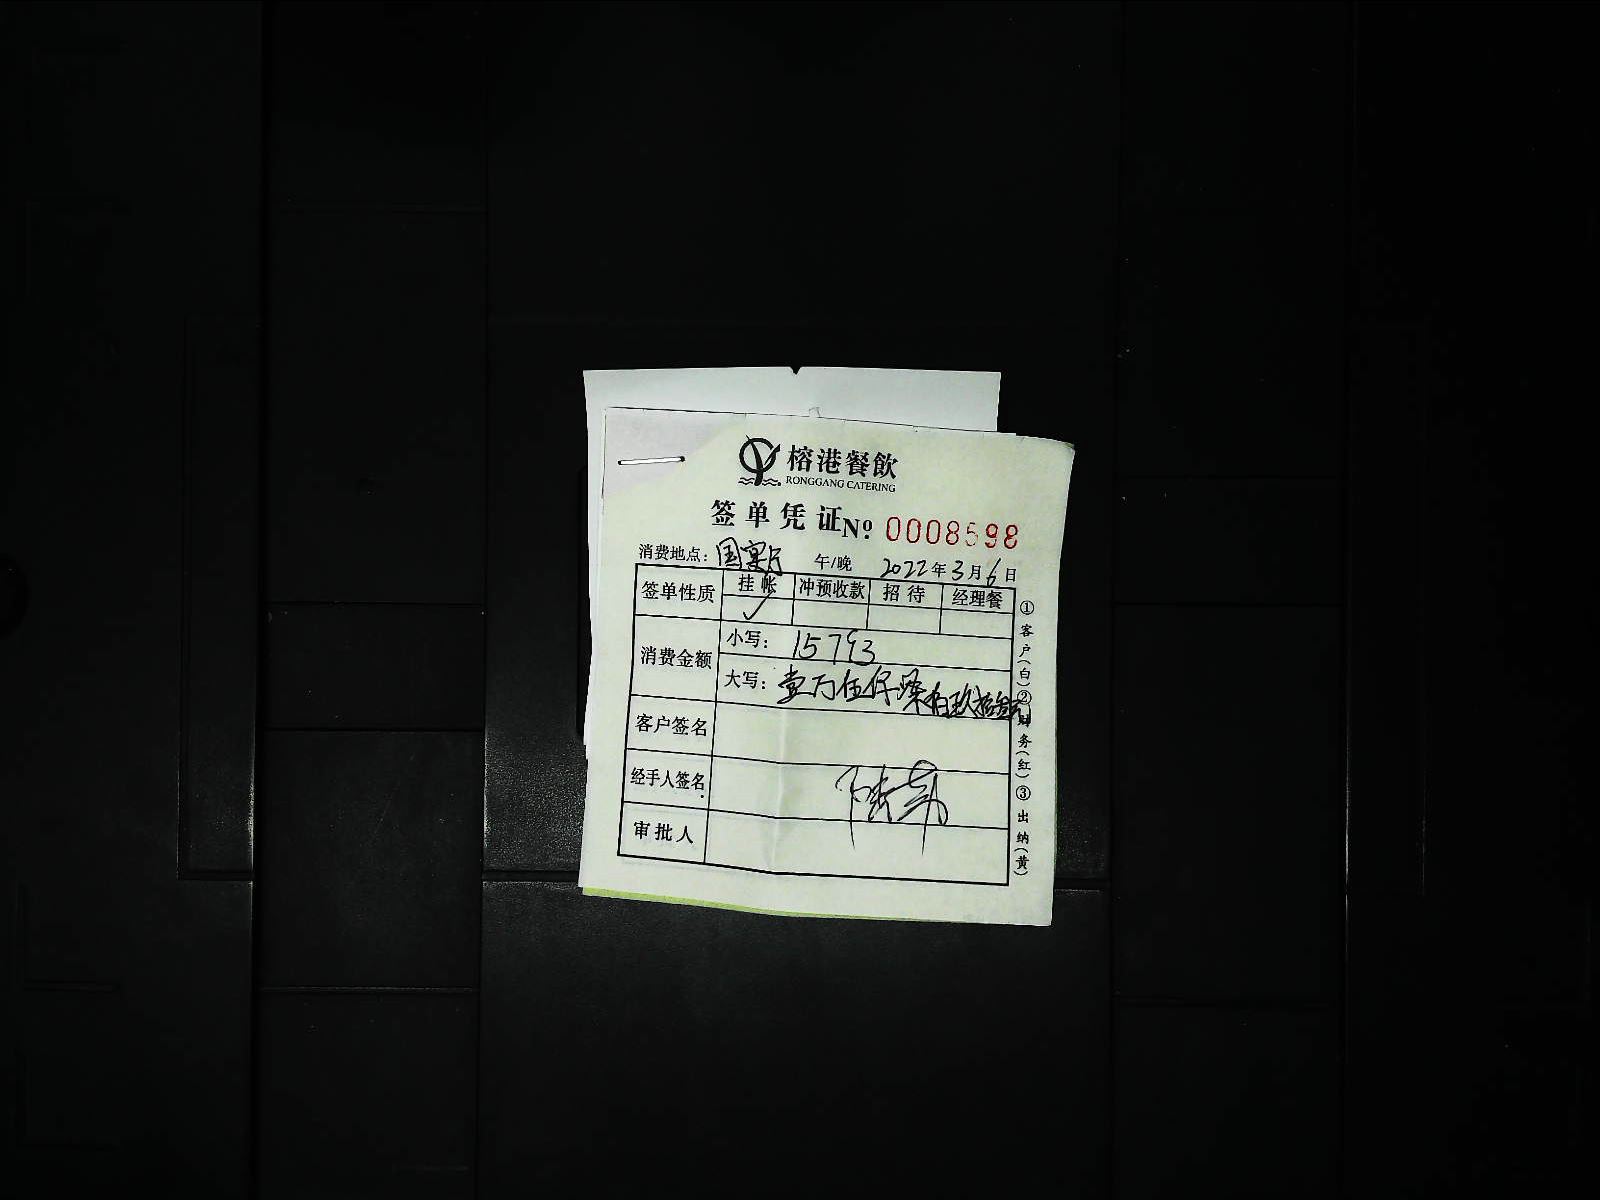 榕港餐飲
RONGGANG CATERING
签单凭证 Nº: 0008598
消费地点: 国宴厅 午/晚 2022年3月6日
签单性质 挂帐 冲预收款 招待 经理餐
✓
消费金额 小写: 15793
大写: 壹万伍仟柒佰玖拾叁元
客户签名
经手人签名
审批人
①客户(白)②财务(红)③出纳(黄)